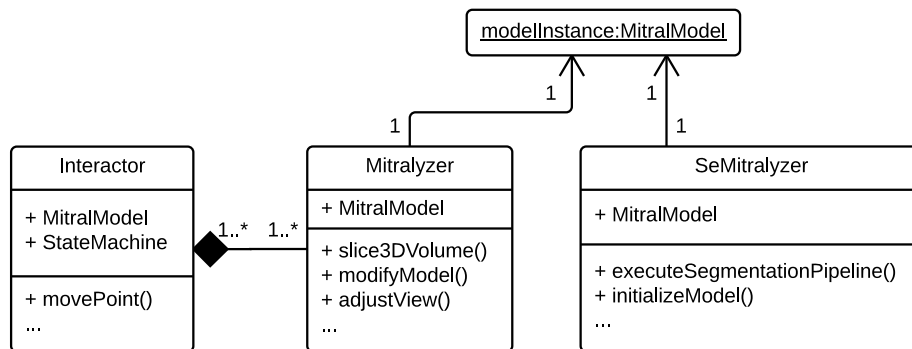 modelInstance:MitralModel
1
1
1
1
Interactor
+ MitralModel
+ StateMachine
+ movePoint()
...
1..*
1..*
Mitralyzer
+ MitralModel
+ slice3DVolume()
+ modifyModel()
+ adjustView()
...
SeMitralyzer
+ MitralModel
+ executeSegmentationPipeline()
+ initializeModel()
...